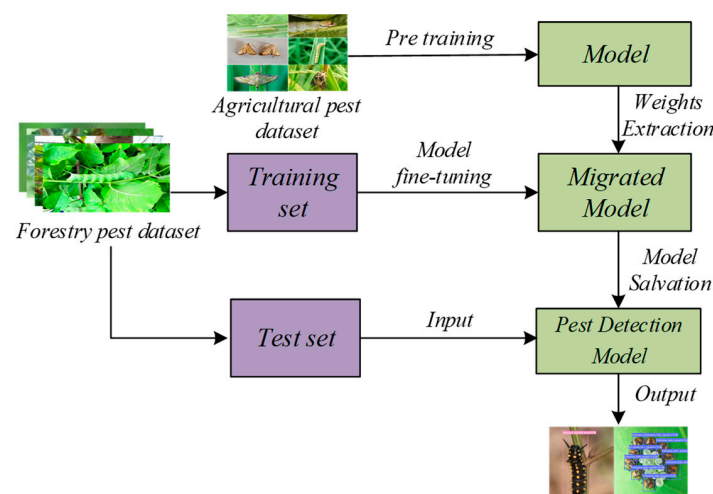 Pre training
Model
Agricultural pest
dataset
Weights
Extraction
Training
set
Model
fine-tuning
Migrated
Model
Forestry pest dataset
Model
Salvation
Test set
Input
Pest Detection
Model
Output